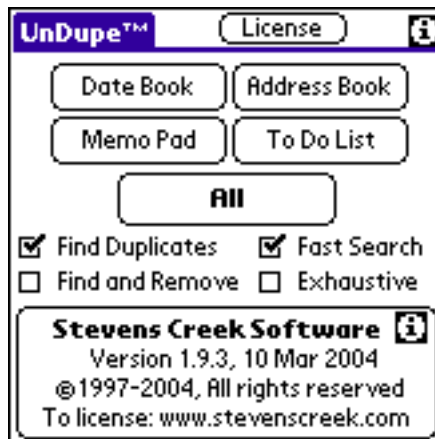 UnDupe™ License i
Date Book Address Book
Memo Pad To Do List
All
Find Duplicates Fast Search
Find and Remove Exhaustive
Stevens Creek Software i
Version 1.9.3, 10 Mar 2004
©1997-2004, All rights reserved
To license: www.stevenscreek.com